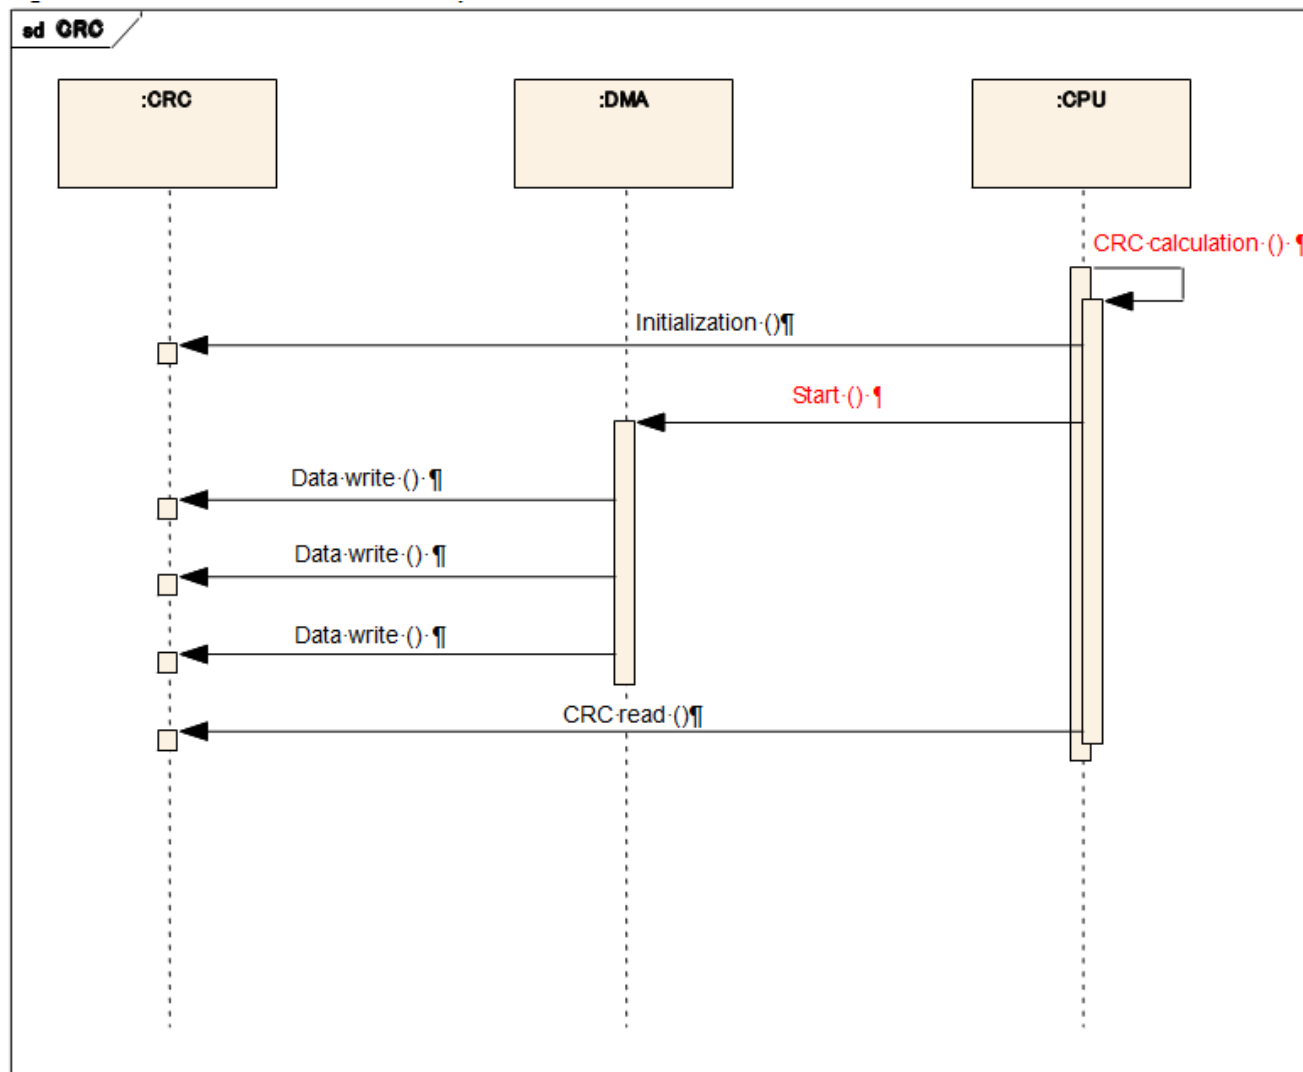 sd CRC
:CRC
:DMA
:CPU
CRC·calculation·()·¶
Initialization·()¶
Start·()·¶
Data·write·()·¶
Data·write·()·¶
Data·write·()·¶
CRC·read·()¶